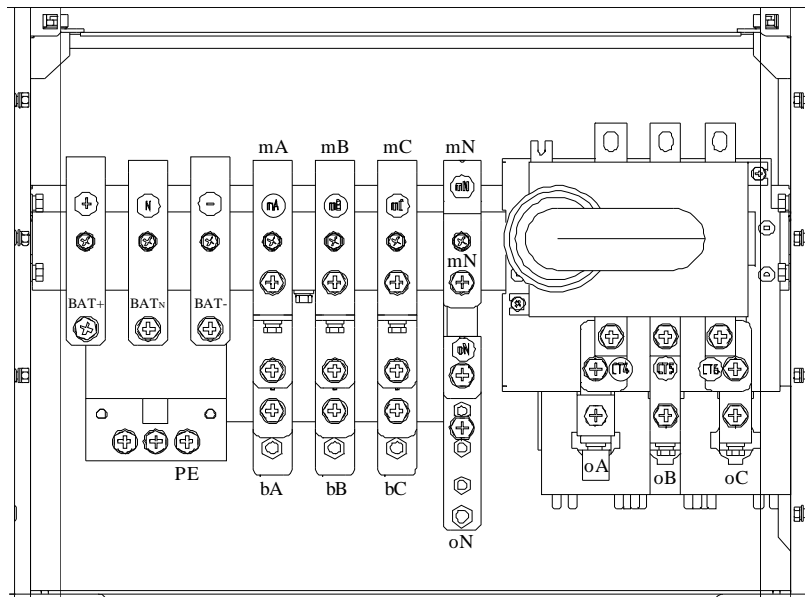 mA mB mC mN
+ N - mA mB mC mN
mN
BAT+ BATN BAT-
oN
CT4 CT5 CT6
PE
oA oB oC
bA bB bC
oN